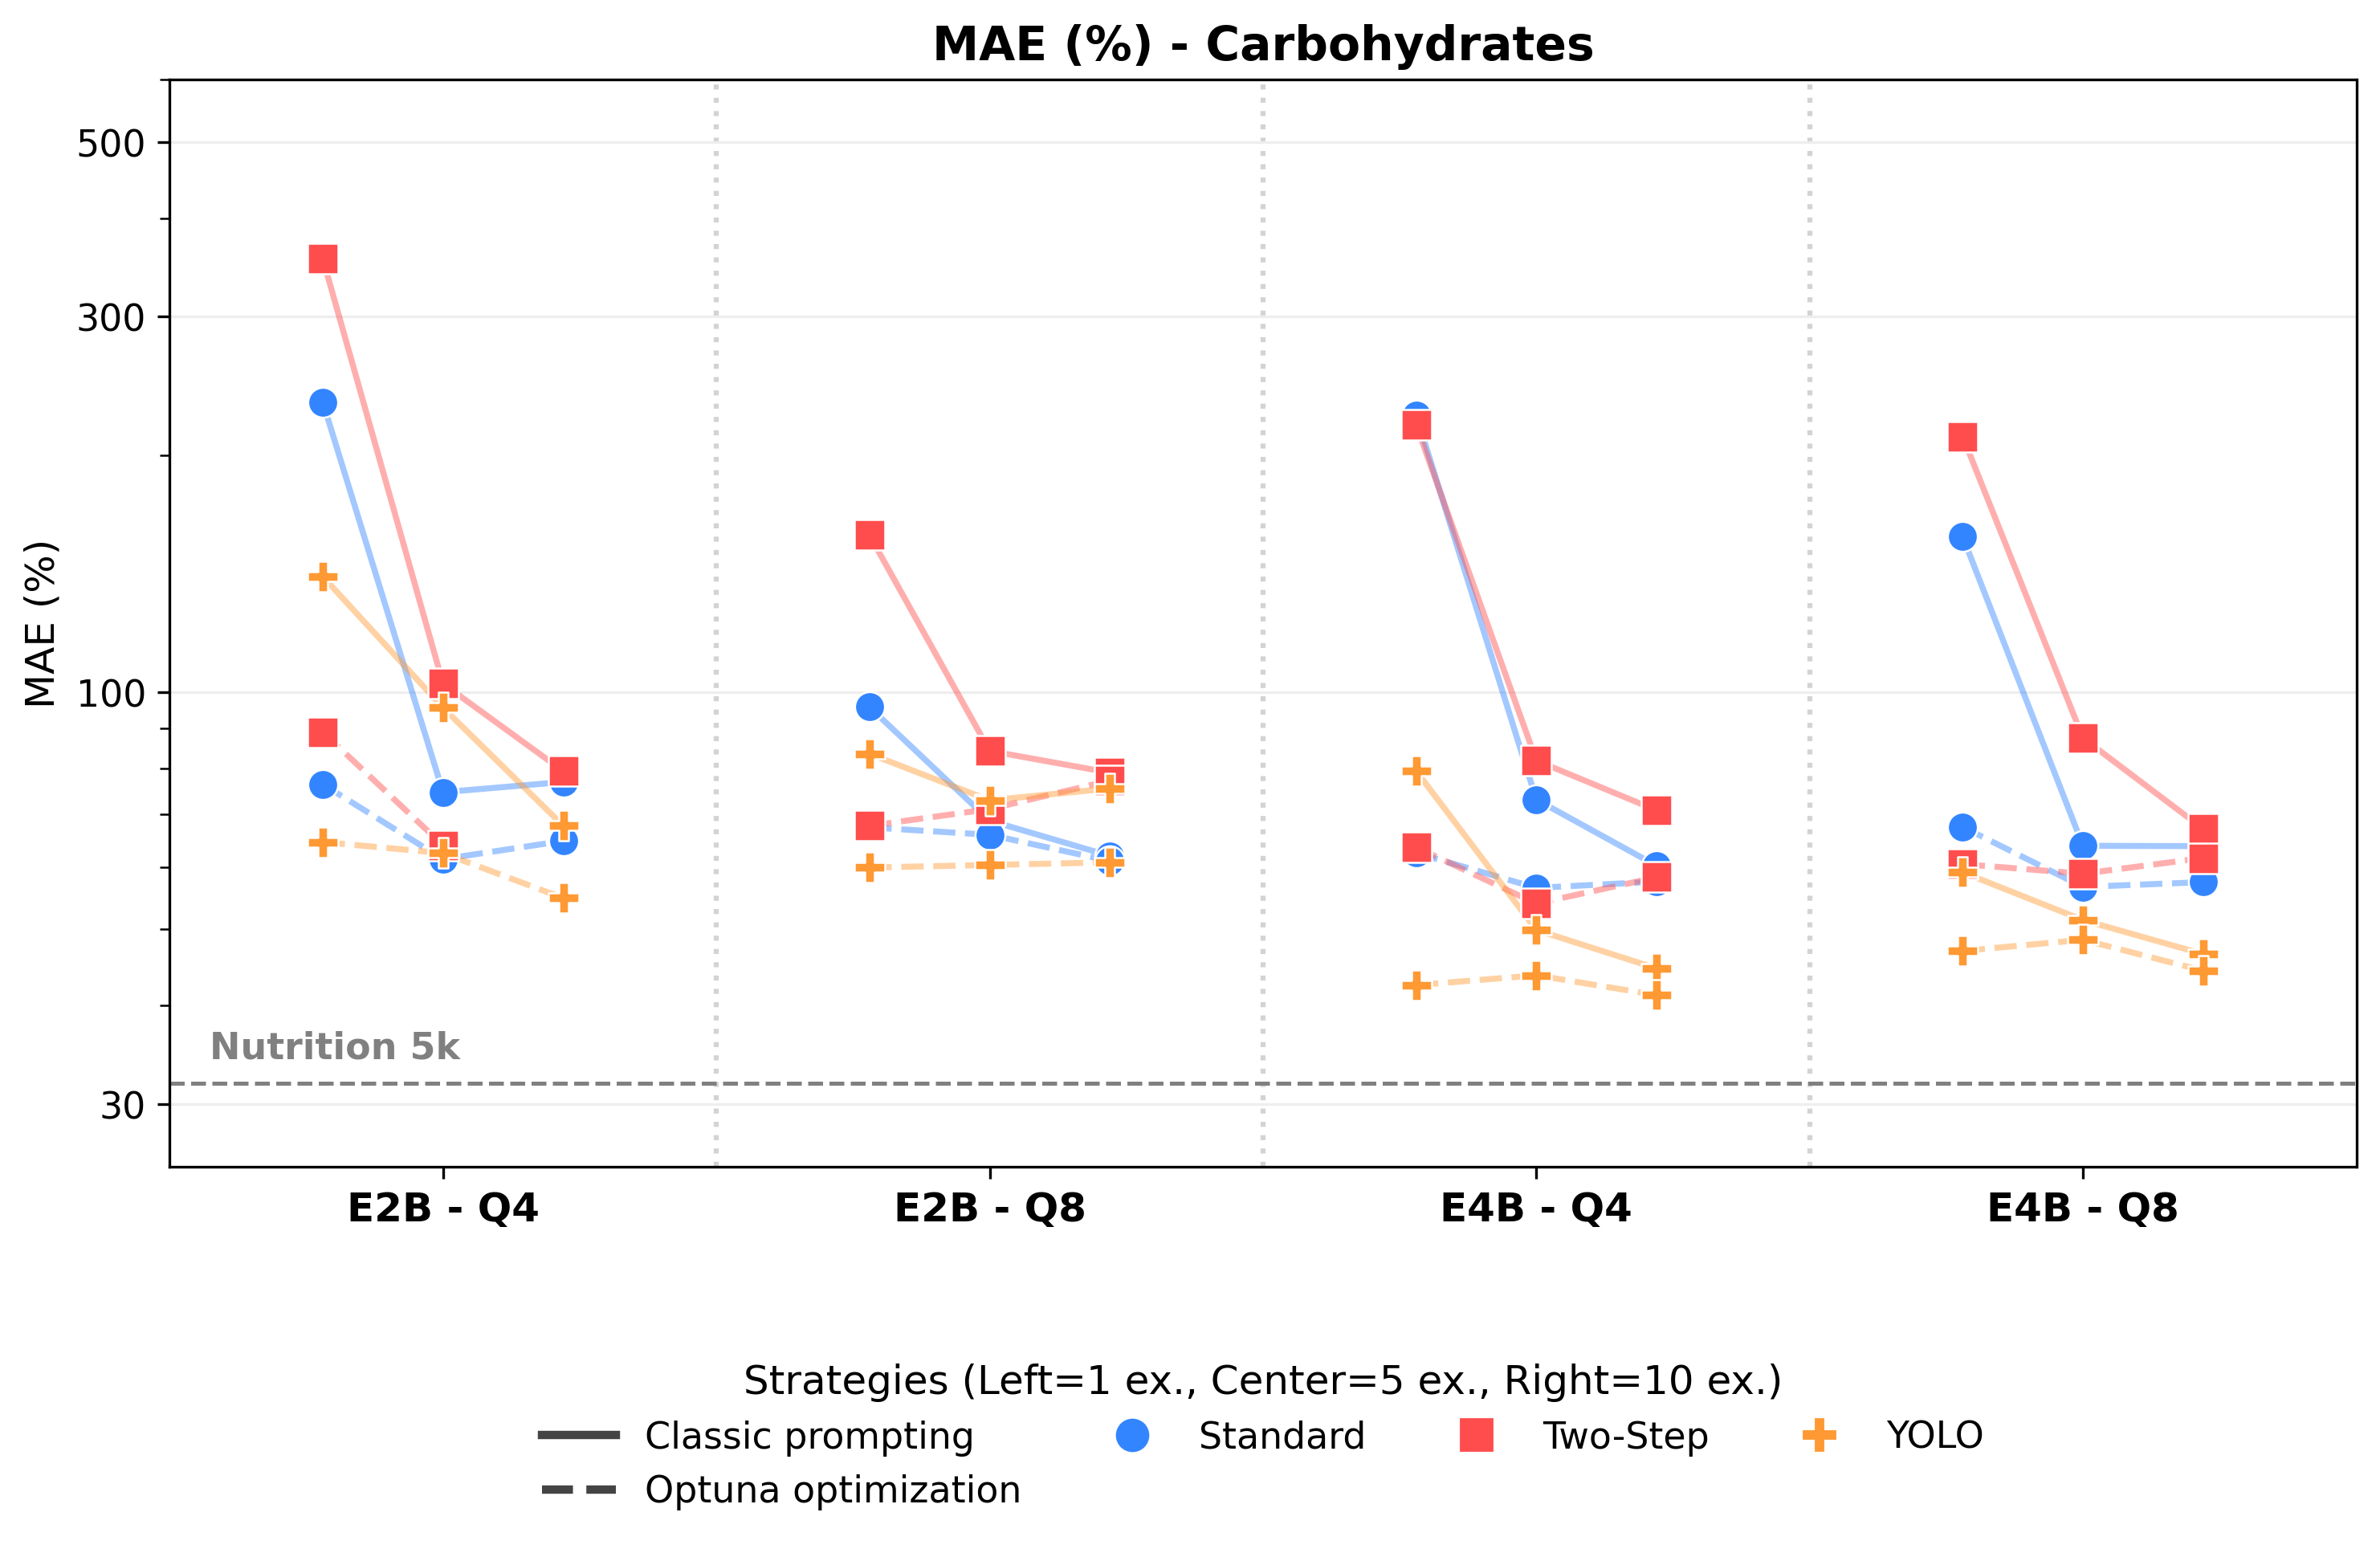 MAE (%) - Carbohydrates
MAE (%)
500
300
100
30
Nutrition 5k
E2B - Q4
E2B - Q8
E4B - Q4
E4B - Q8
Strategies (Left=1 ex., Center=5 ex., Right=10 ex.)
Classic prompting
Optuna optimization
Standard
Two-Step
YOLO